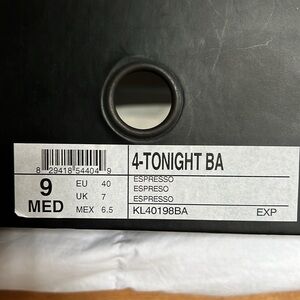 4-TONIGHT BA
8 29418 54404 9
ESPRESSO
ESPRESO
ESPRESSO
9 MED
EU 40
UK 7
MEX 6.5
KL40198BA EXP